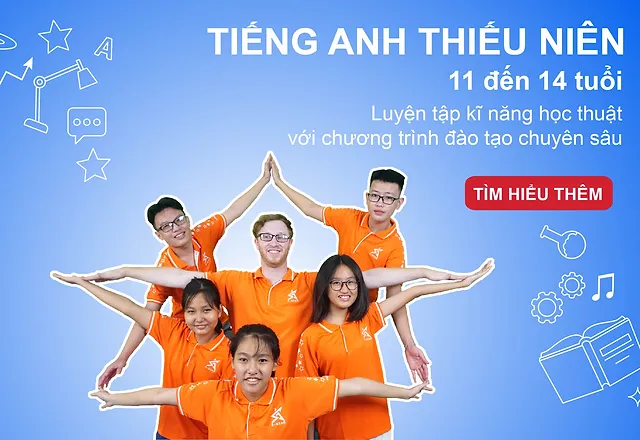 TIẾNG ANH THIẾU NIÊN
11 đến 14 tuổi
Luyện tập kĩ năng học thuật
với chương trình đào tạo chuyên sâu
TÌM HIỂU THÊM
A